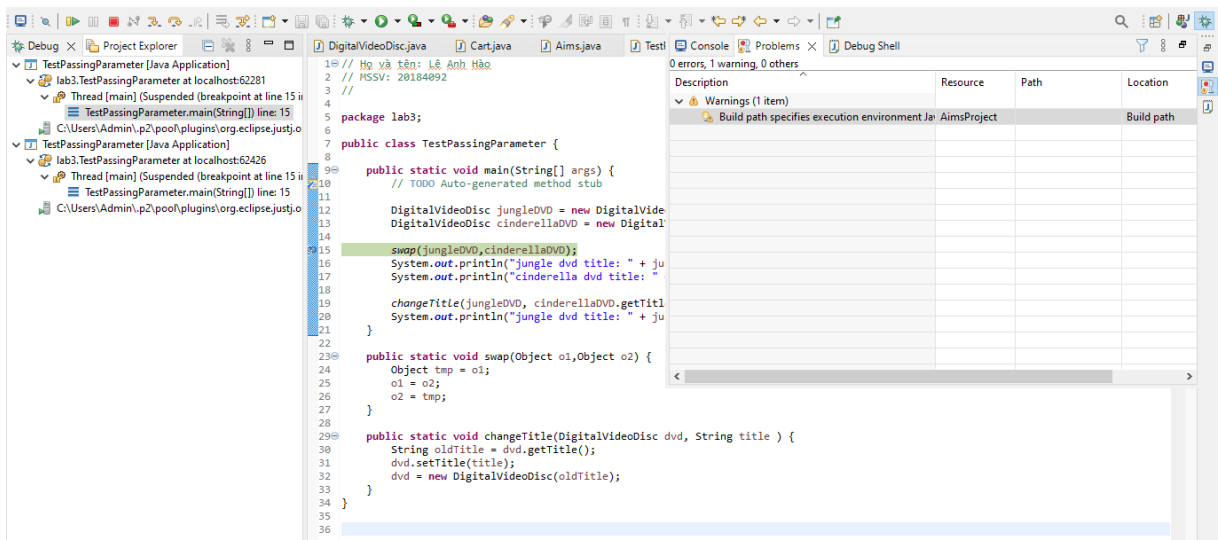 Debug
Project Explorer
TestPassingParameter [Java Application]
lab3.TestPassingParameter at localhost:62281
Thread [main] (Suspended (breakpoint at line 15 i
TestPassingParameter.main(String[]) line: 15
C:\Users\Admin\.p2\pool\plugins\org.eclipse.justj.o
TestPassingParameter [Java Application]
lab3.TestPassingParameter at localhost:62426
Thread [main] (Suspended (breakpoint at line 15 i
TestPassingParameter.main(String[]) line: 15
C:\Users\Admin\.p2\pool\plugins\org.eclipse.justj.o
DigitalVideoDisc.java
Cart.java
Aims.java
Test
1 // Họ và tên: Lê Anh Hào
2 // MSSV: 20184092
3 //
4
5 package lab3;
6
7 public class TestPassingParameter {
8
9 public static void main(String[] args) {
10 // TODO Auto-generated method stub
11
12 DigitalVideoDisc jungleDVD = new DigitalVide
13 DigitalVideoDisc cinderellaDVD = new Digital
14
15 swap(jungleDVD,cinderellaDVD);
16 System.out.println("jungle dvd title: " + ju
17 System.out.println("cinderella dvd title: "
18
19 changeTitle(jungleDVD, cinderellaDVD.getTitl
20 System.out.println("jungle dvd title: " + ju
21 }
22
23 public static void swap(Object o1,Object o2) {
24 Object tmp = o1;
25 o1 = o2;
26 o2 = tmp;
27 }
28
29 public static void changeTitle(DigitalVideoDisc dvd, String title ) {
30 String oldTitle = dvd.getTitle();
31 dvd.setTitle(title);
32 dvd = new DigitalVideoDisc(oldTitle);
33 }
34 }
35
36
Console
Problems
Debug Shell
0 errors, 1 warning, 0 others
Description Resource Path Location
Warnings (1 item)
Build path specifies execution environment Ja AimsProject Build path